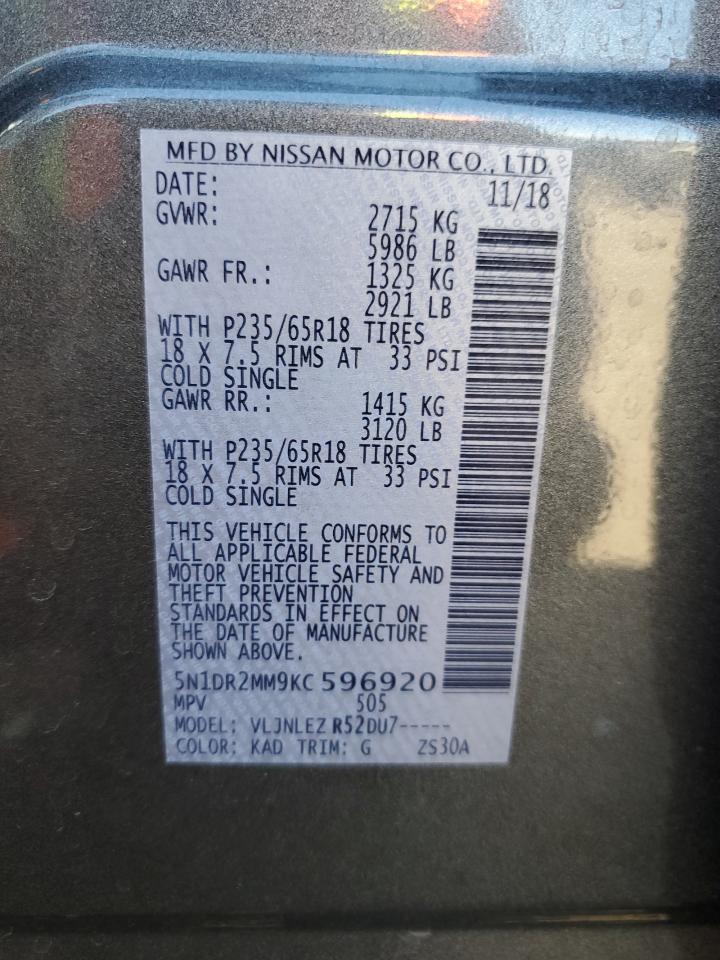 MFD BY NISSAN MOTOR CO., LTD.
DATE: 11/18
GVWR: 2715 KG
5986 LB
GAWR FR.: 1325 KG
2921 LB
WITH P235/65R18 TIRES
18 X 7.5 RIMS AT 33 PSI
COLD SINGLE
GAWR RR.: 1415 KG
3120 LB
WITH P235/65R18 TIRES
18 X 7.5 RIMS AT 33 PSI
COLD SINGLE
THIS VEHICLE CONFORMS TO
ALL APPLICABLE FEDERAL
MOTOR VEHICLE SAFETY AND
THEFT PREVENTION
STANDARDS IN EFFECT ON
THE DATE OF MANUFACTURE
SHOWN ABOVE.
5N1DR2MM9KC 596920
MPV 505
MODEL: VLJNLEZ R52DU7-----
COLOR: KAD TRIM: G ZS30A